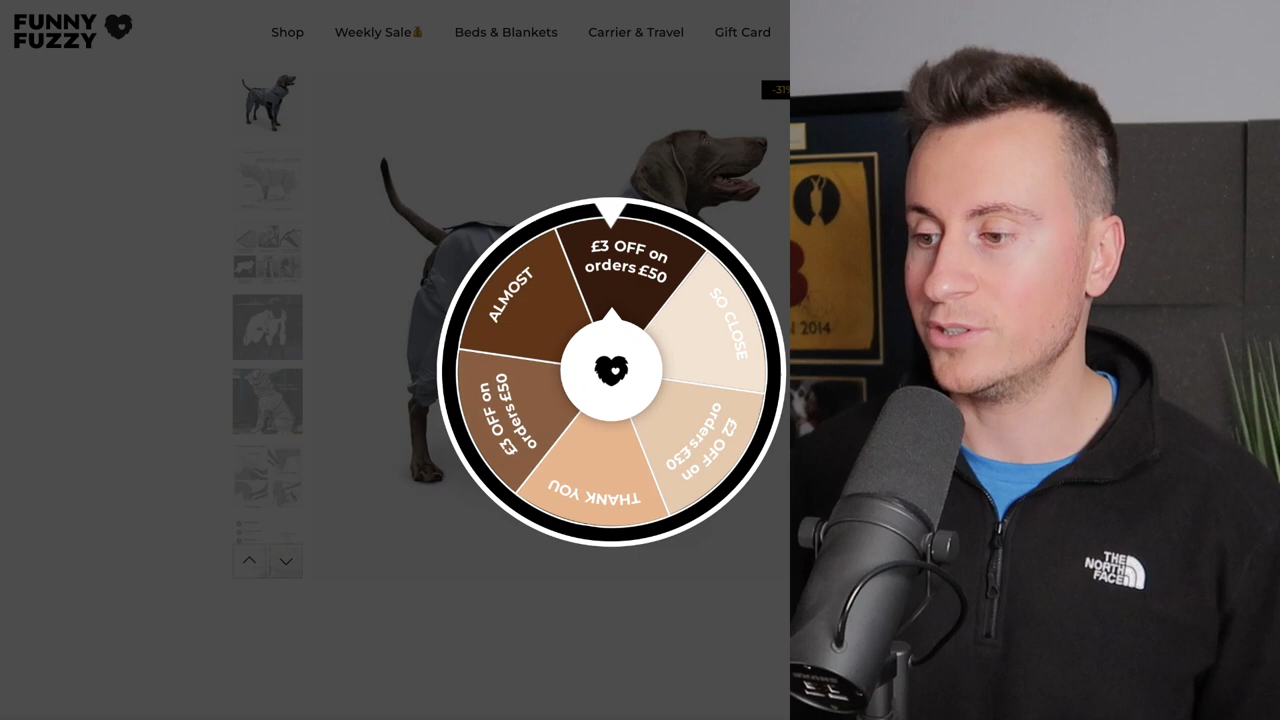 FUNNY
FUZZY
Shop
Weekly Sale
Beds & Blankets
Carrier & Travel
Gift Card
£3 OFF on
orders £50
SO CLOSE
£2 OFF on
orders £30
THANK YOU
£3 OFF on
orders £50
ALMOST
2014
THE
NORTH
FACE